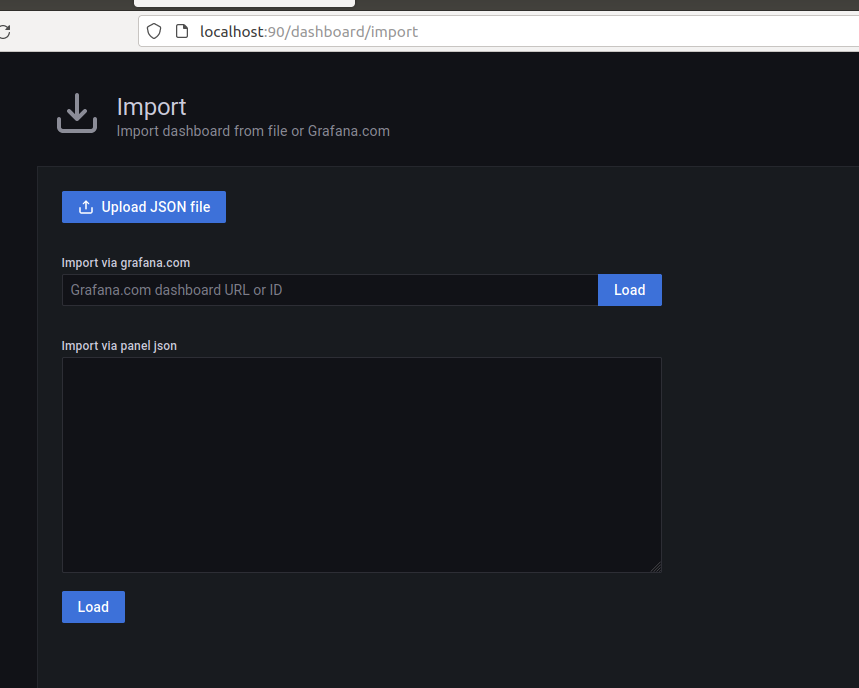 localhost:90/dashboard/import
Import
Import dashboard from file or Grafana.com
Upload JSON file
Import via grafana.com
Grafana.com dashboard URL or ID
Load
Import via panel json
Load